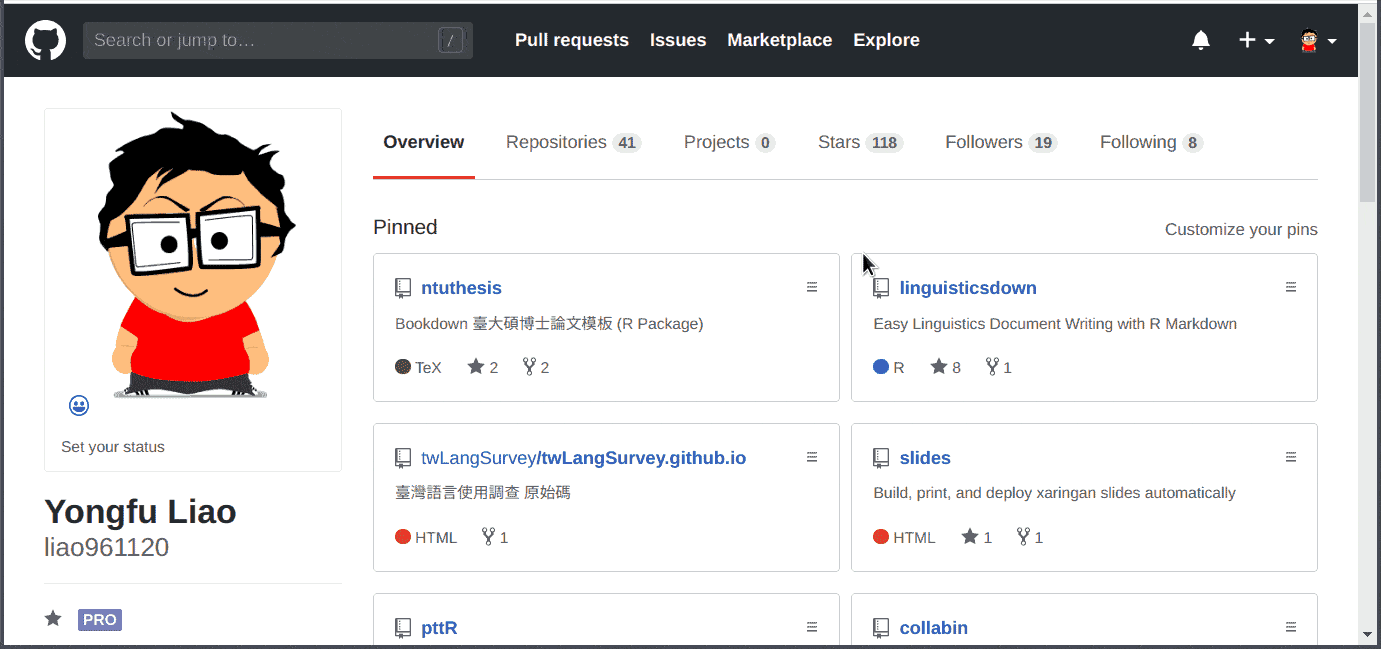 Search or jump to… /
Pull requests Issues Marketplace Explore
Overview Repositories 41 Projects 0 Stars 118 Followers 19 Following 8
Set your status
Yongfu Liao
liao961120
PRO
Pinned
Customize your pins
ntuthesis
Bookdown 臺大碩博士論文模板 (R Package)
TeX 2 2
linguisticsdown
Easy Linguistics Document Writing with R Markdown
R 8 1
twLangSurvey/twLangSurvey.github.io
臺灣語言使用調查 原始碼
HTML 1
slides
Build, print, and deploy xaringan slides automatically
HTML 1 1
pttR
collabin